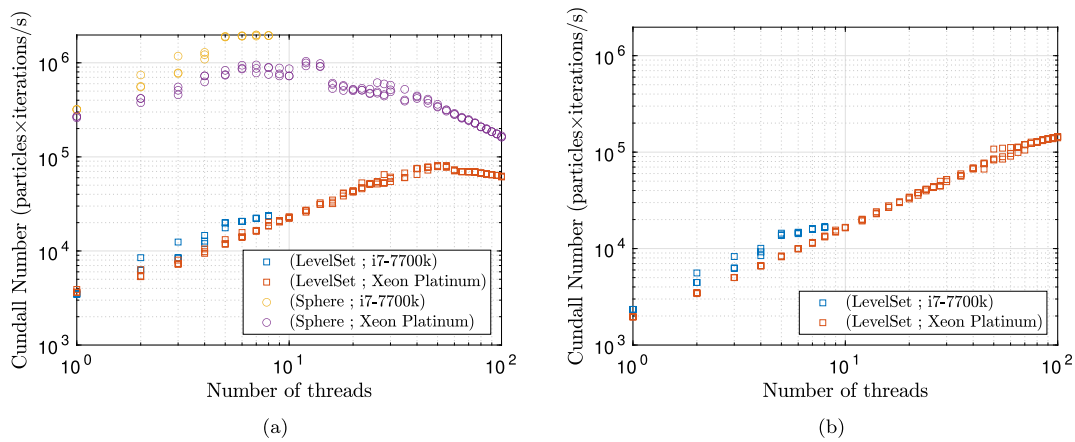 Cundall Number (particles×iterations/s)
10^6
10^5
10^4
10^3
(LevelSet ; i7-7700k)
(LevelSet ; Xeon Platinum)
(Sphere ; i7-7700k)
(Sphere ; Xeon Platinum)
10^0
10^1
10^2
Number of threads
(a)
Cundall Number (particles×iterations/s)
10^6
10^5
10^4
10^3
(LevelSet ; i7-7700k)
(LevelSet ; Xeon Platinum)
10^0
10^1
10^2
Number of threads
(b)